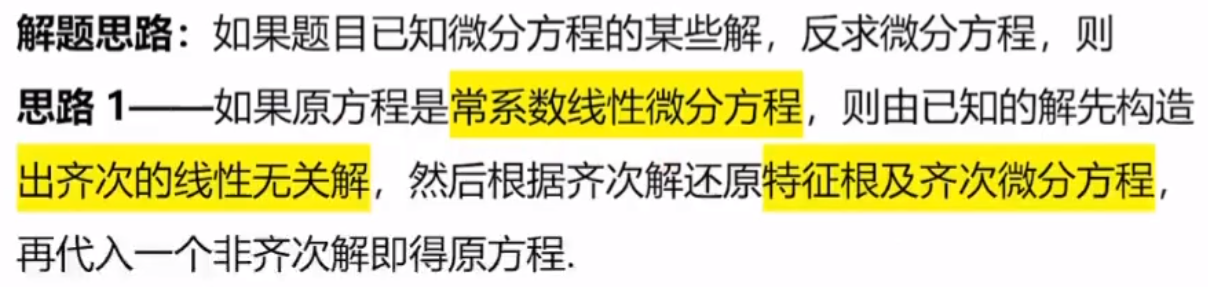 解题思路：如果题目已知微分方程的某些解，反求微分方程，则
思路 1——如果原方程是常系数线性微分方程，则由已知的解先构造
出齐次的线性无关解，然后根据齐次解还原特征根及齐次微分方程，
再代入一个非齐次解即得原方程.